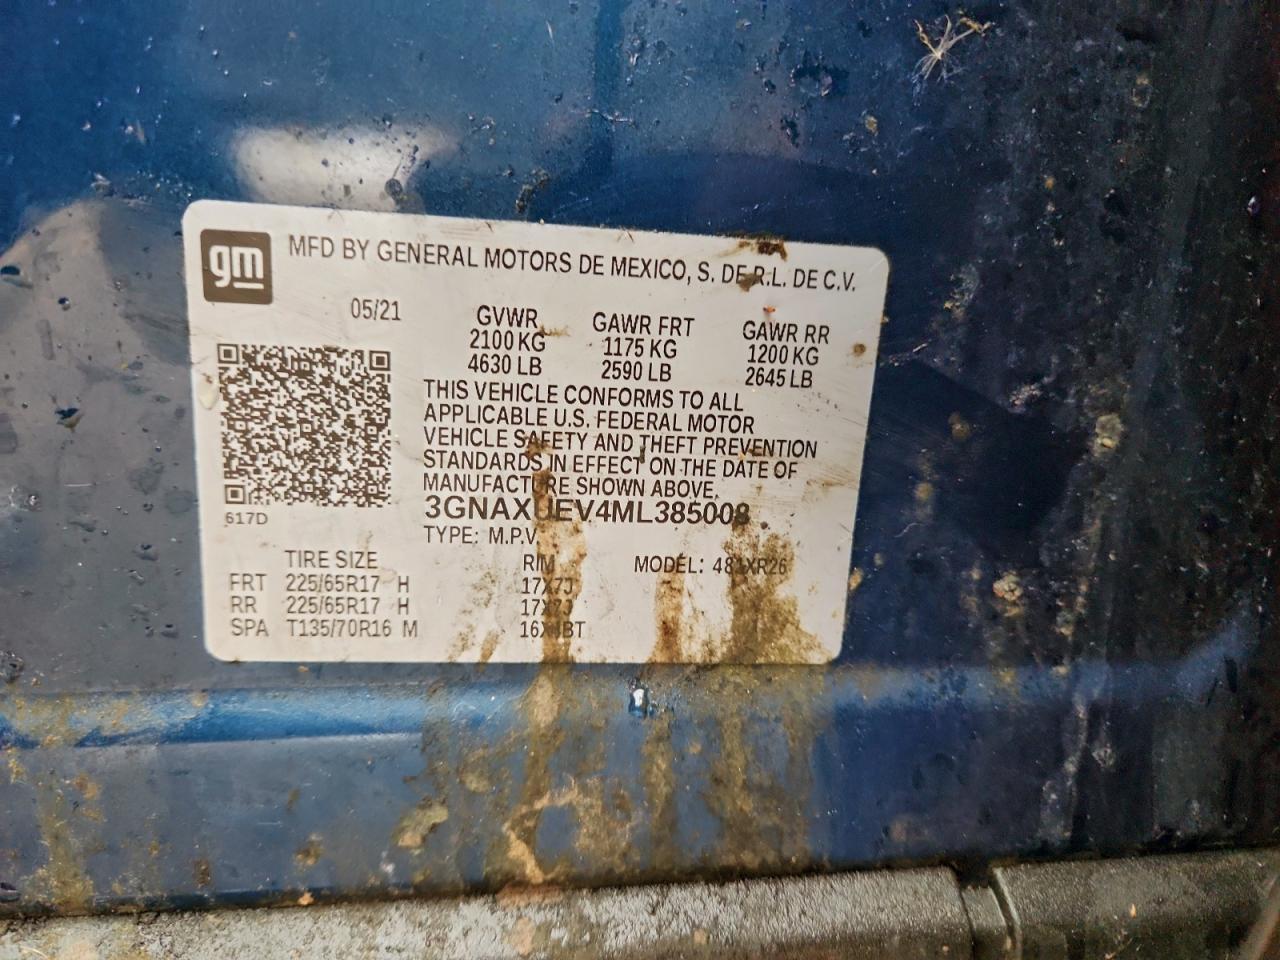 gm
MFD BY GENERAL MOTORS DE MEXICO, S. DE R.L. DE C.V.
05/21
GVWR GAWR FRT GAWR RR
2100 KG 1175 KG 1200 KG
4630 LB 2590 LB 2645 LB
THIS VEHICLE CONFORMS TO ALL
APPLICABLE U.S. FEDERAL MOTOR
VEHICLE SAFETY AND THEFT PREVENTION
STANDARDS IN EFFECT ON THE DATE OF
MANUFACTURE SHOWN ABOVE.
3GNAXUEV4ML385008
617D
TYPE: M.P.V.
TIRE SIZE RIM MODEL:
FRT 225/65R17 H 17X7J
RR 225/65R17 H 17X7J
SPA T135/70R16 M